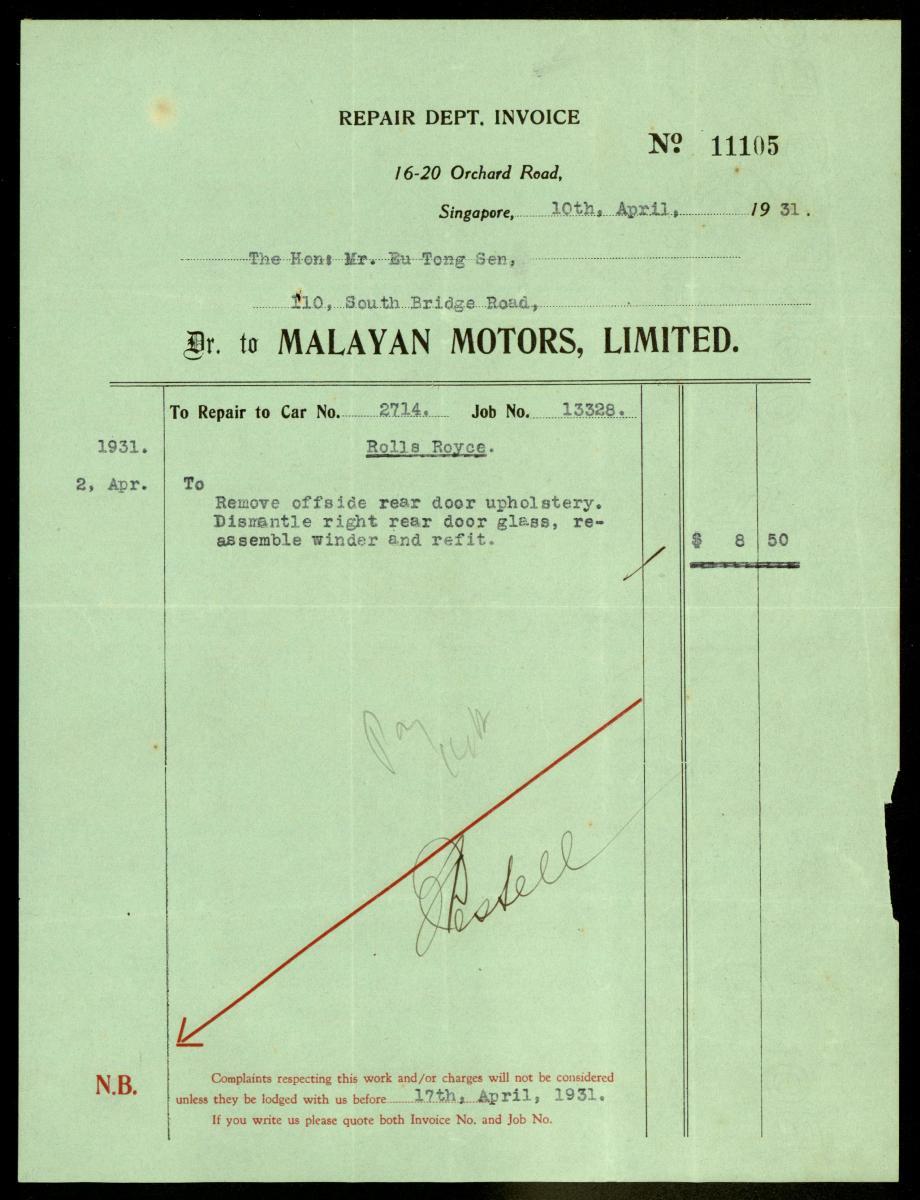 REPAIR DEPT. INVOICE
Nº 11105
16-20 Orchard Road,
Singapore, 10th, April, 1931.
The Hon: Mr. Eu Tong Sen,
110, South Bridge Road,
Dr. to MALAYAN MOTORS, LIMITED.
To Repair to Car No. 2714. Job No. 13328.
1931. Rolls Royce.
2, Apr. To
Remove offside rear door upholstery.
Dismantle right rear door glass, re-
assemble winder and refit. $ 8 50
Pay
Pestell
N.B. Complaints respecting this work and/or charges will not be considered
unless they be lodged with us before 17th, April, 1931.
If you write us please quote both Invoice No. and Job No.